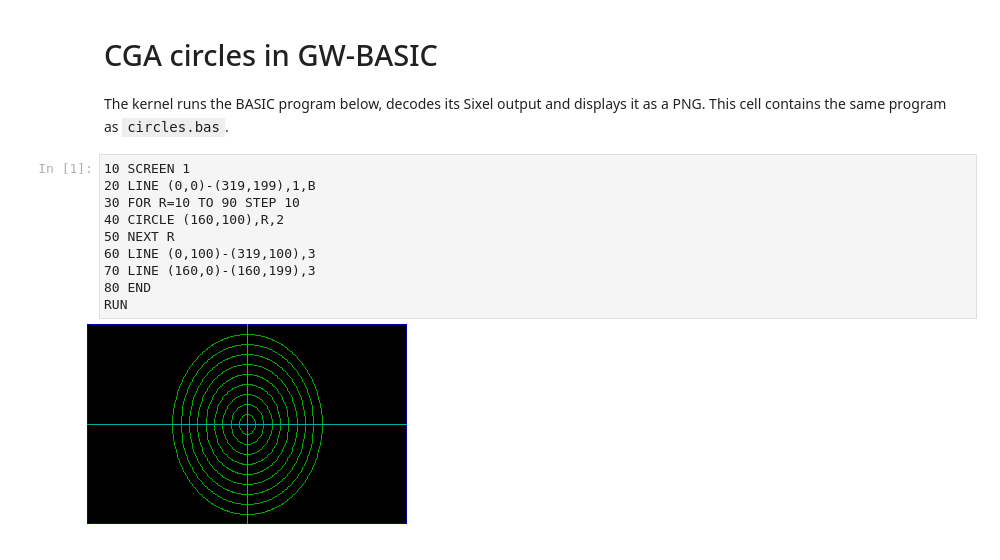 CGA circles in GW-BASIC
The kernel runs the BASIC program below, decodes its Sixel output and displays it as a PNG. This cell contains the same program
as circles.bas .
In [1]:
10 SCREEN 1
20 LINE (0,0)-(319,199),1,B
30 FOR R=10 TO 90 STEP 10
40 CIRCLE (160,100),R,2
50 NEXT R
60 LINE (0,100)-(319,100),3
70 LINE (160,0)-(160,199),3
80 END
RUN